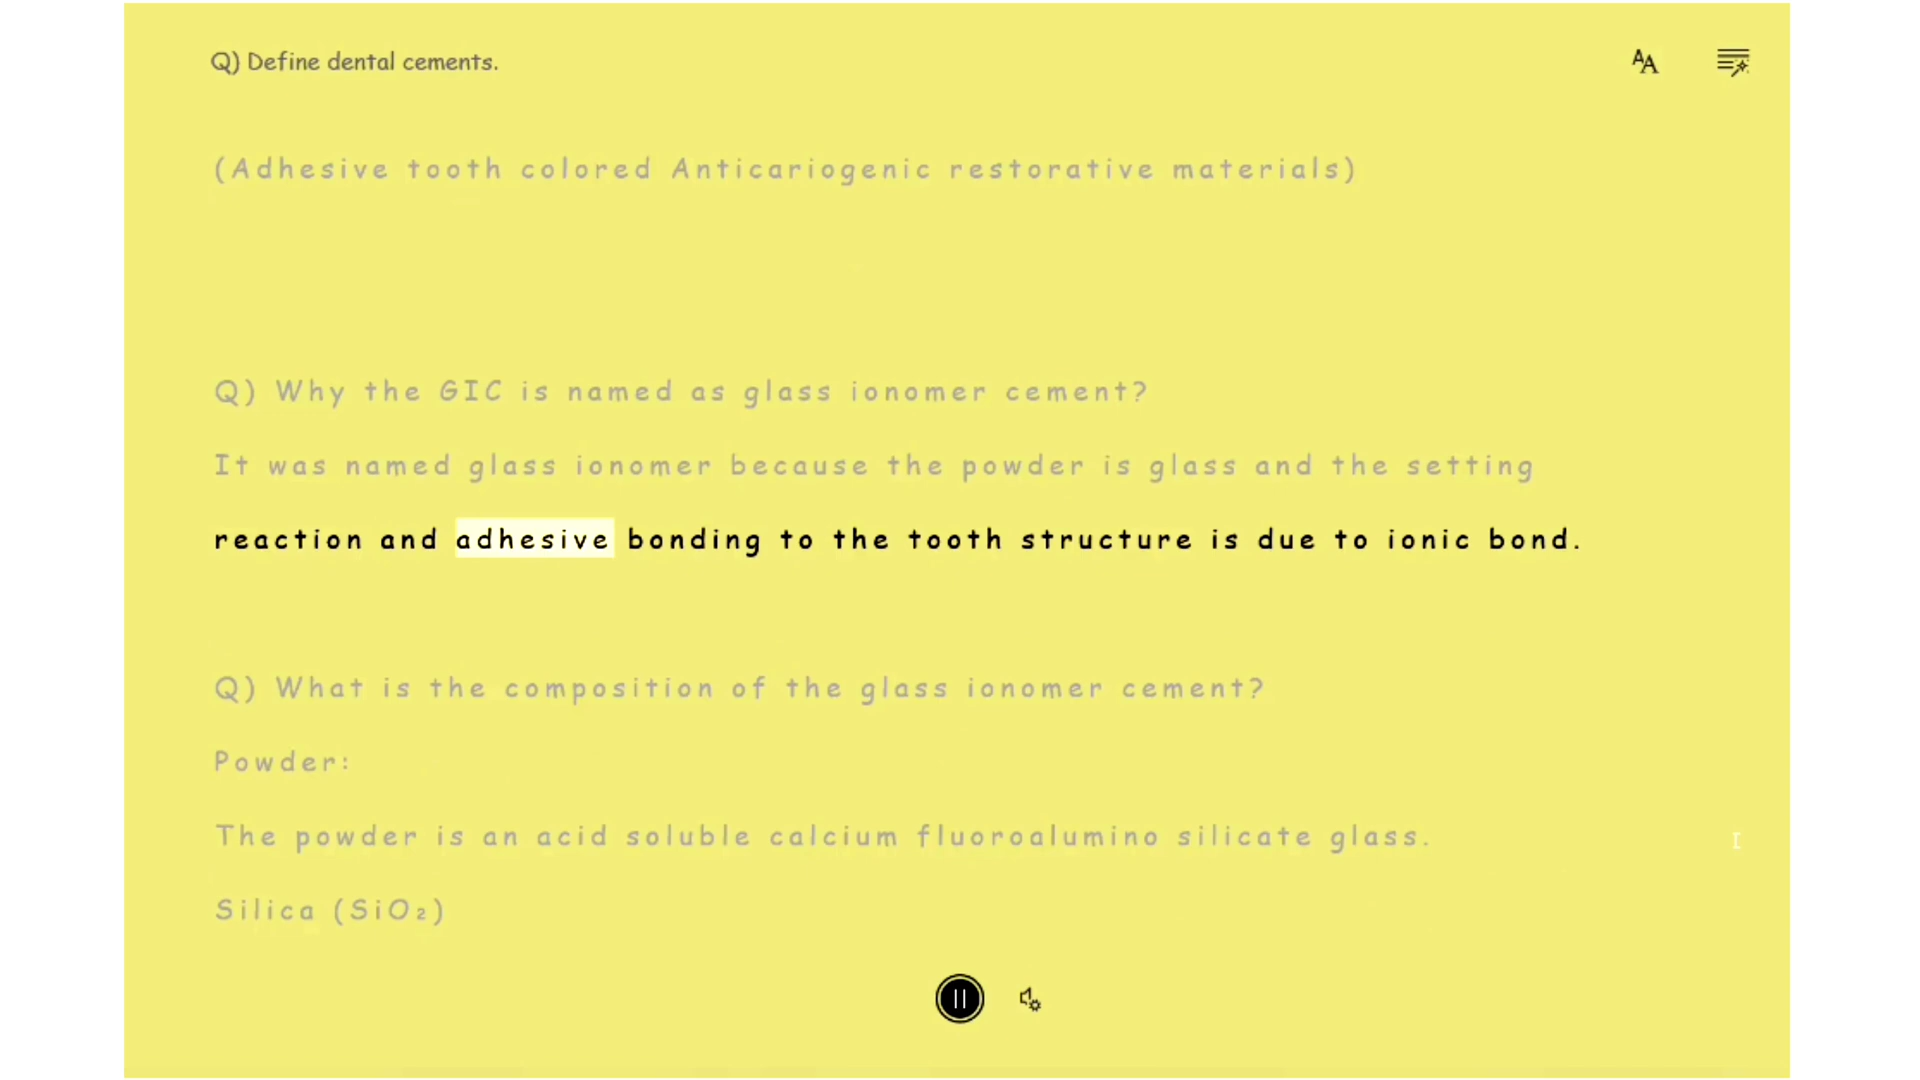 Q) Define dental cements.
(Adhesive tooth colored Anticariogenic restorative materials)
Q) Why the GIC is named as glass ionomer cement?
It was named glass ionomer because the powder is glass and the setting
reaction and adhesive bonding to the tooth structure is due to ionic bond.
Q) What is the composition of the glass ionomer cement?
Powder:
The powder is an acid soluble calcium fluoroalumino silicate glass.
Silica (SiO₂)